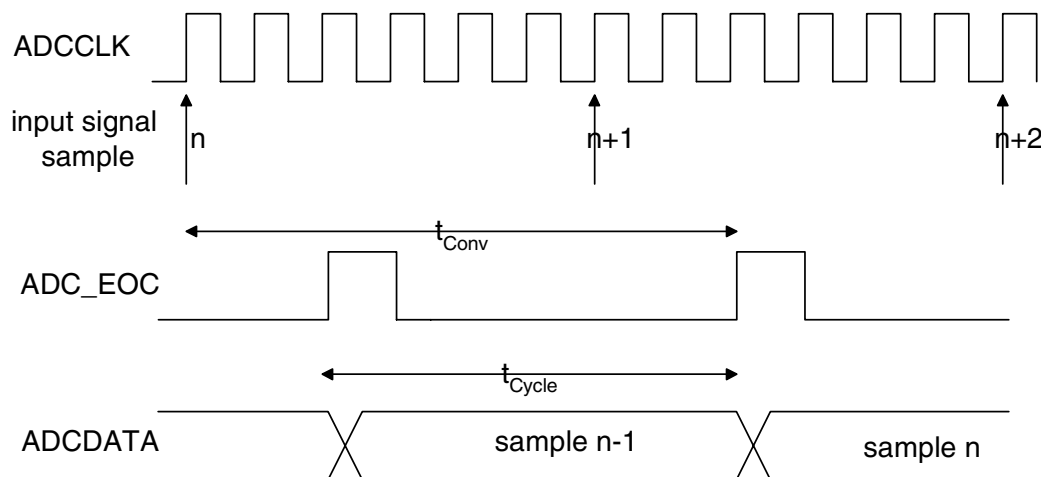 ADCCLK
input signal
sample
n
n+1
n+2
tConv
ADC_EOC
tCycle
ADCDATA
sample n-1
sample n